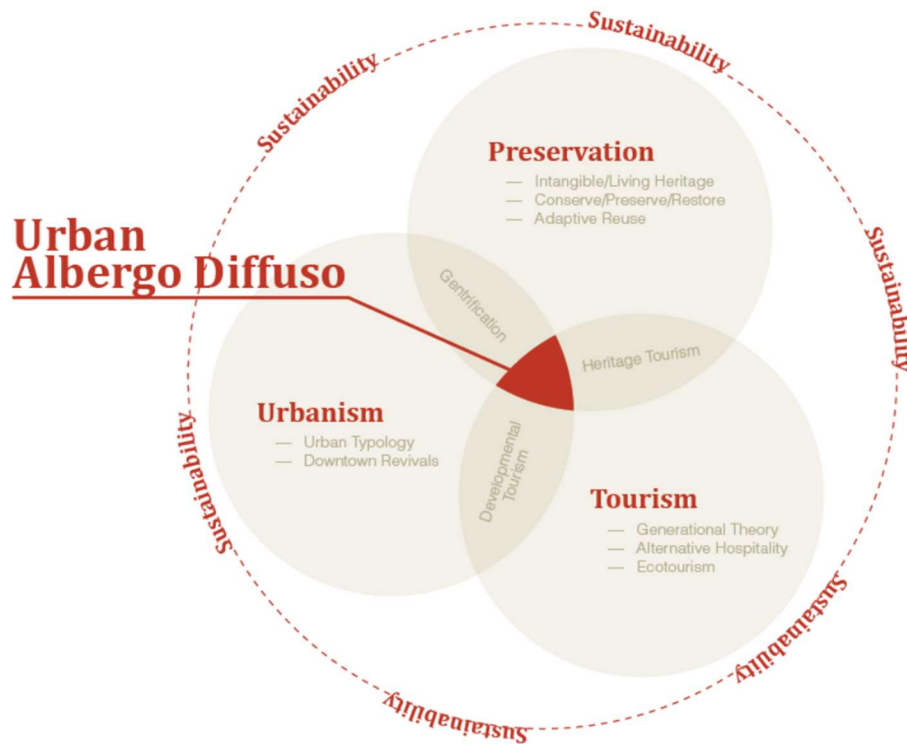 Sustainability
Sustainability
Preservation
— Intangible/Living Heritage
— Conserve/Preserve/Restore
— Adaptive Reuse
Sustainability
Urban
Albergo Diffuso
Gentrification
Heritage Tourism
Urbanism
— Urban Typology
— Downtown Revivals
Developmental
Tourism
Sustainability
Tourism
— Generational Theory
— Alternative Hospitality
— Ecotourism
Sustainability
Sustainability